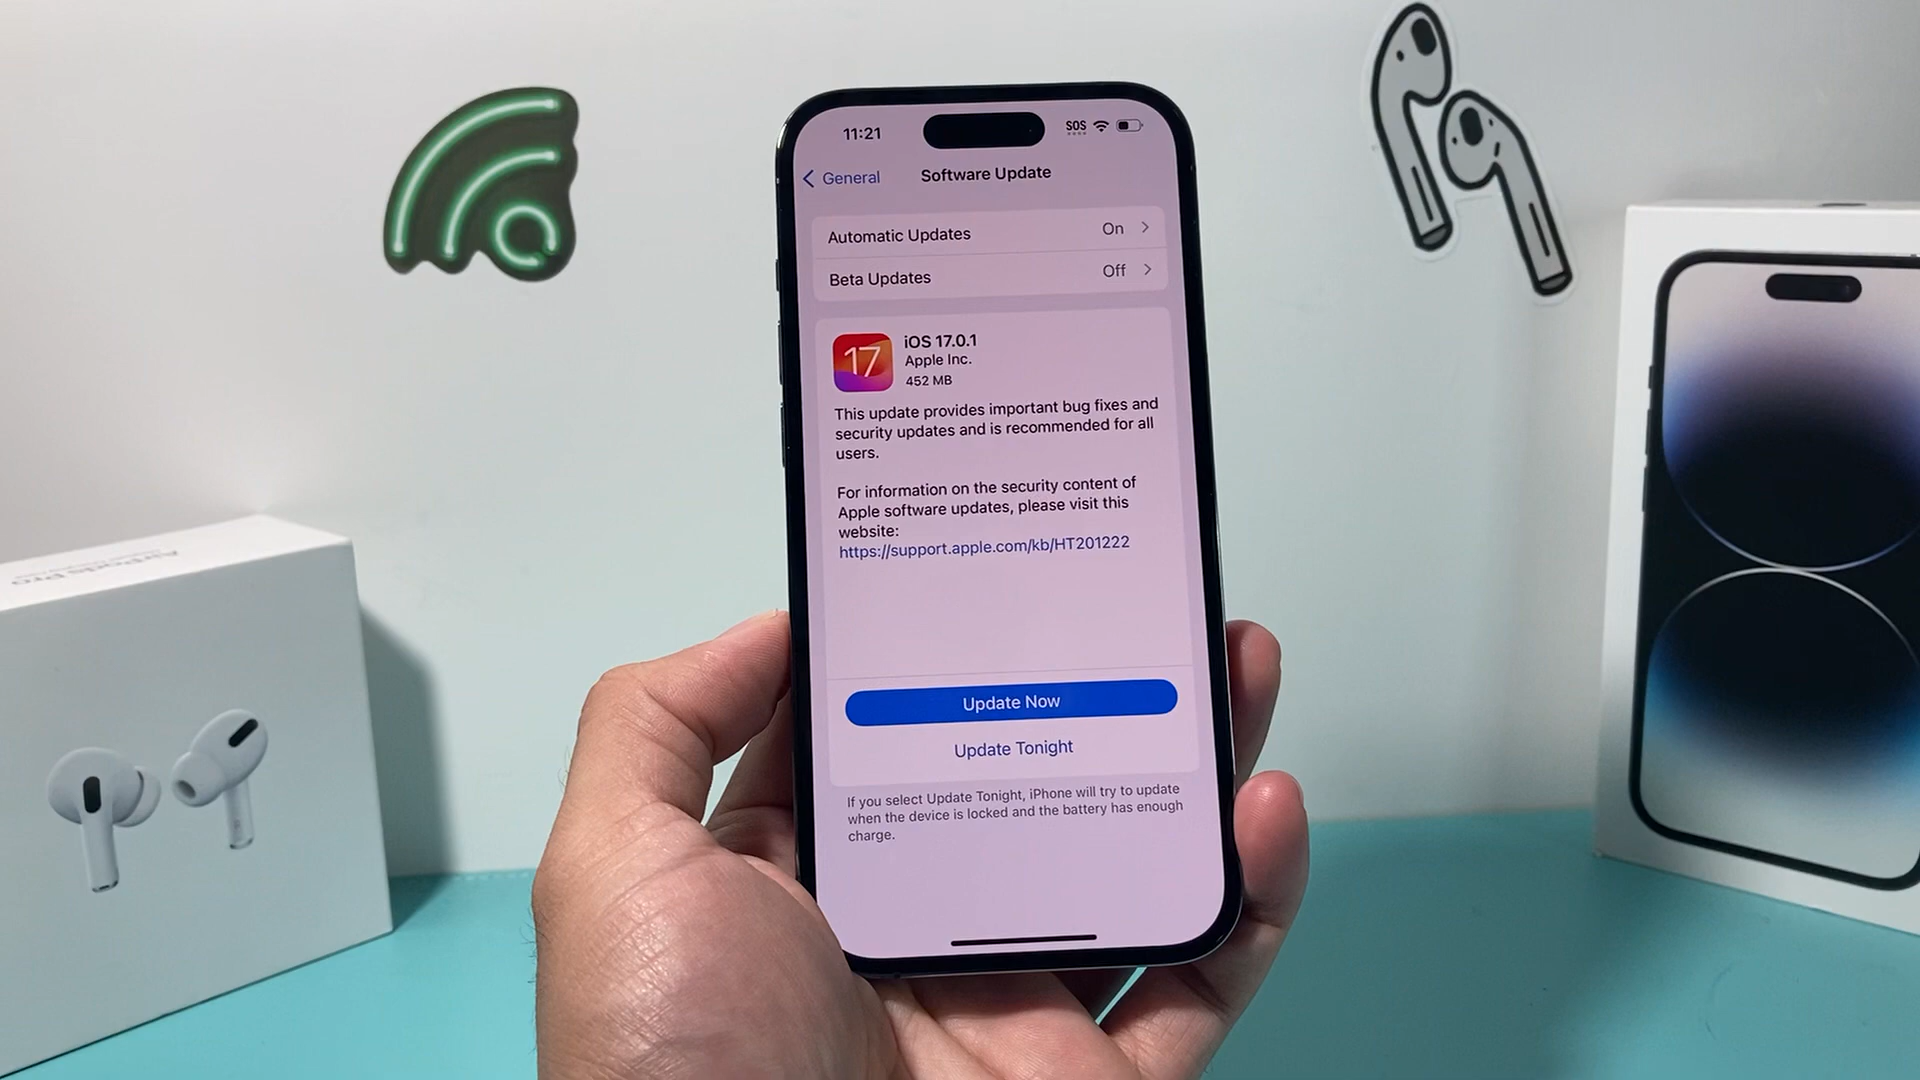 11:21
SOS
General
Software Update
Automatic Updates On
Beta Updates Off
17
iOS 17.0.1
Apple Inc.
452 MB
This update provides important bug fixes and
security updates and is recommended for all
users.
For information on the security content of
Apple software updates, please visit this
website:
https://support.apple.com/kb/HT201222
Update Now
Update Tonight
If you select Update Tonight, iPhone will try to update
when the device is locked and the battery has enough
charge.
AirPods Pro